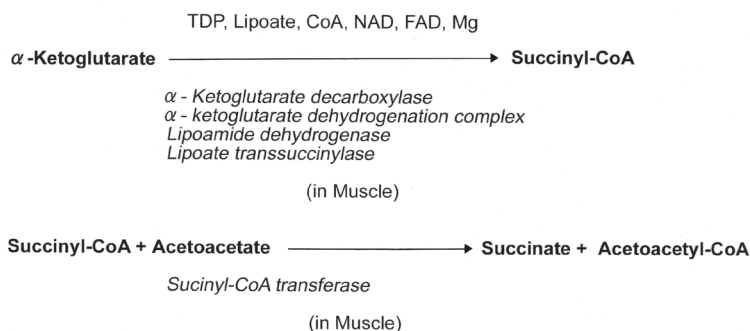 TDP, Lipoate, CoA, NAD, FAD, Mg
α-Ketoglutarate Succinyl-CoA
α - Ketoglutarate decarboxylase
α - ketoglutarate dehydrogenation complex
Lipoamide dehydrogenase
Lipoate transsuccinylase
(in Muscle)
Succinyl-CoA + Acetoacetate Succinate + Acetoacetyl-CoA
Sucinyl-CoA transferase
(in Muscle)